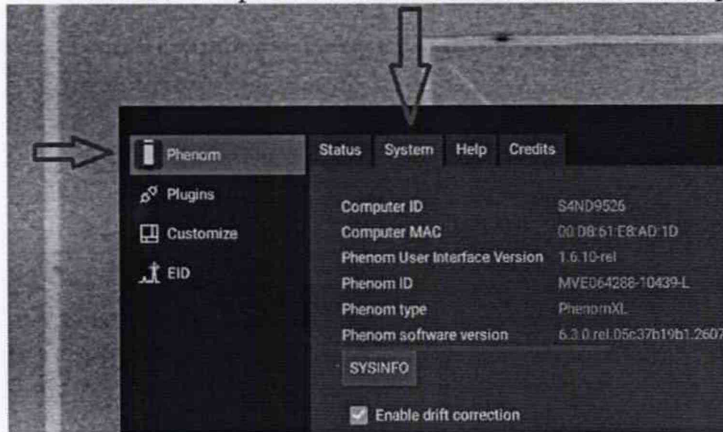 Phenom
Plugins
Customize
EID
Status System Help Credits
Computer ID S4ND9526
Computer MAC 00:D8:61:E8:AD:1D
Phenom User Interface Version 1.6.10-rel
Phenom ID MVE064288-10439-L
Phenom type PhenomXL
Phenom software version 6.3.0.rel.05c37b19b1.2607
SYSINFO
Enable drift correction